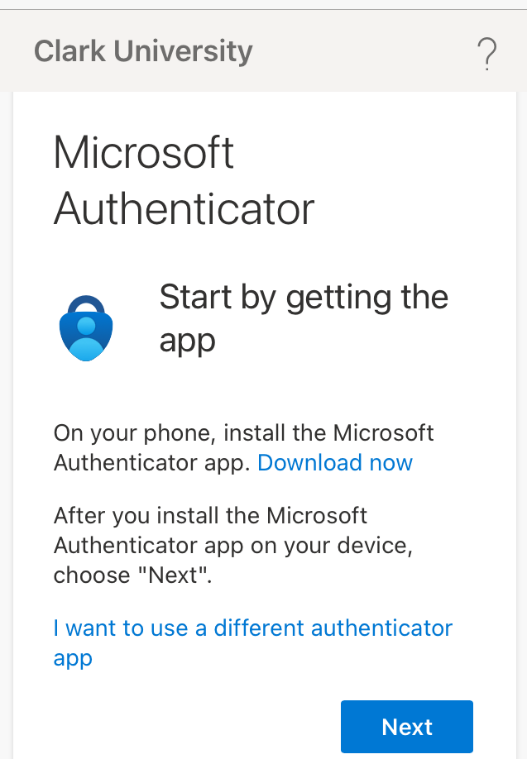 Clark University
?
Microsoft
Authenticator
Start by getting the
app
On your phone, install the Microsoft
Authenticator app. Download now
After you install the Microsoft
Authenticator app on your device,
choose "Next".
I want to use a different authenticator
app
Next